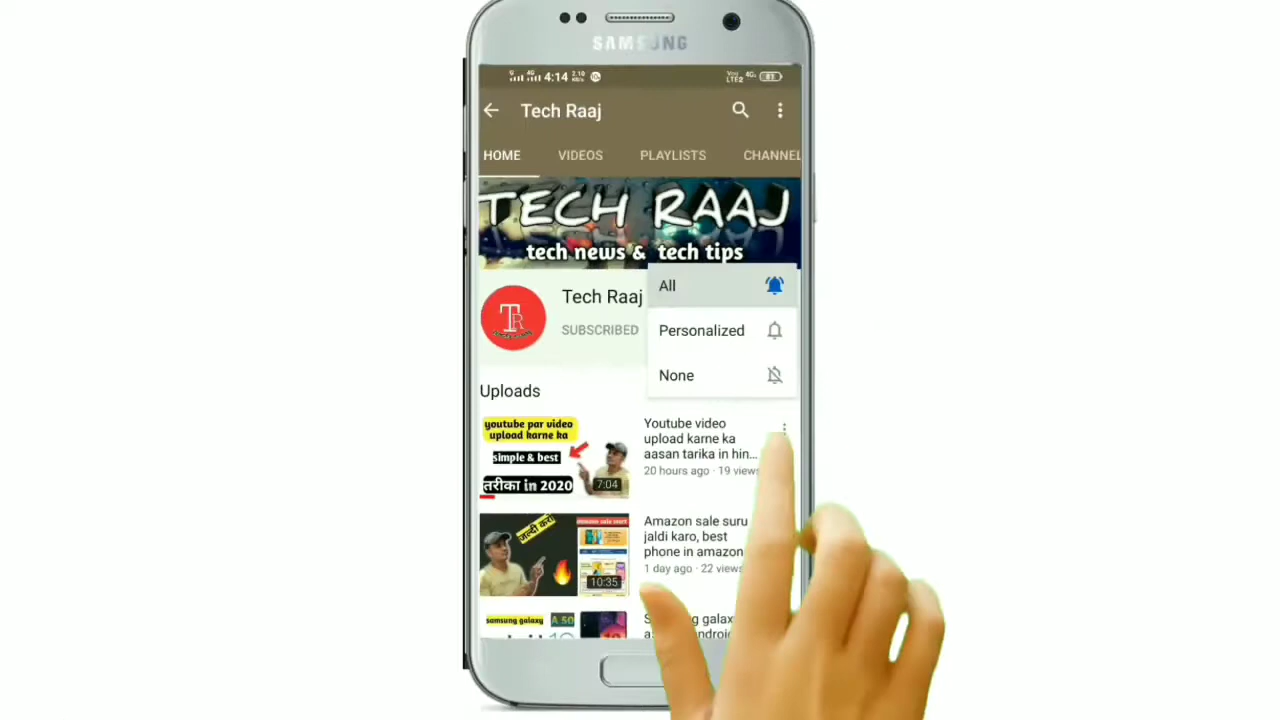 SAMSUNG
4:14
Tech Raaj
HOME VIDEOS PLAYLISTS CHANNEL
TECH RAAJ
tech news & tech tips
All
Tech Raaj
Personalized
SUBSCRIBED
None
Uploads
youtube par video
upload karne ka
simple & best
तरीका in 2020
7:04
Youtube video
upload karne ka
aasan tarika in hin...
20 hours ago · 19 views
जल्दी करो
10:35
Amazon sale suru
jaldi karo, best
phone in amazon
1 day ago · 22 views
samsung galaxy A 50